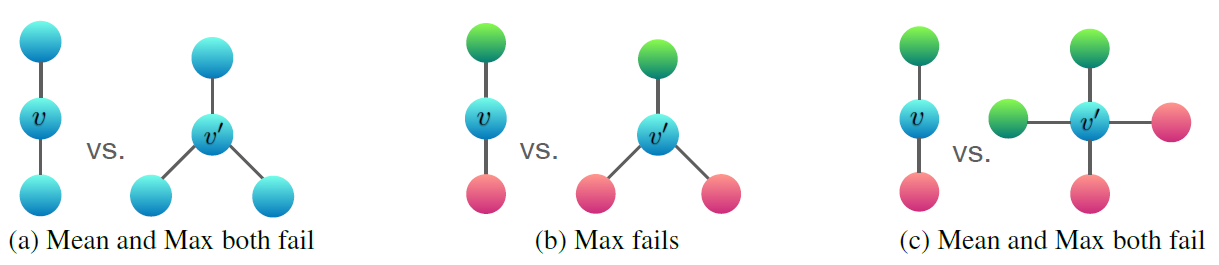 v
vs.
v′
(a) Mean and Max both fail
v
vs.
v′
(b) Max fails
v
vs.
v′
(c) Mean and Max both fail